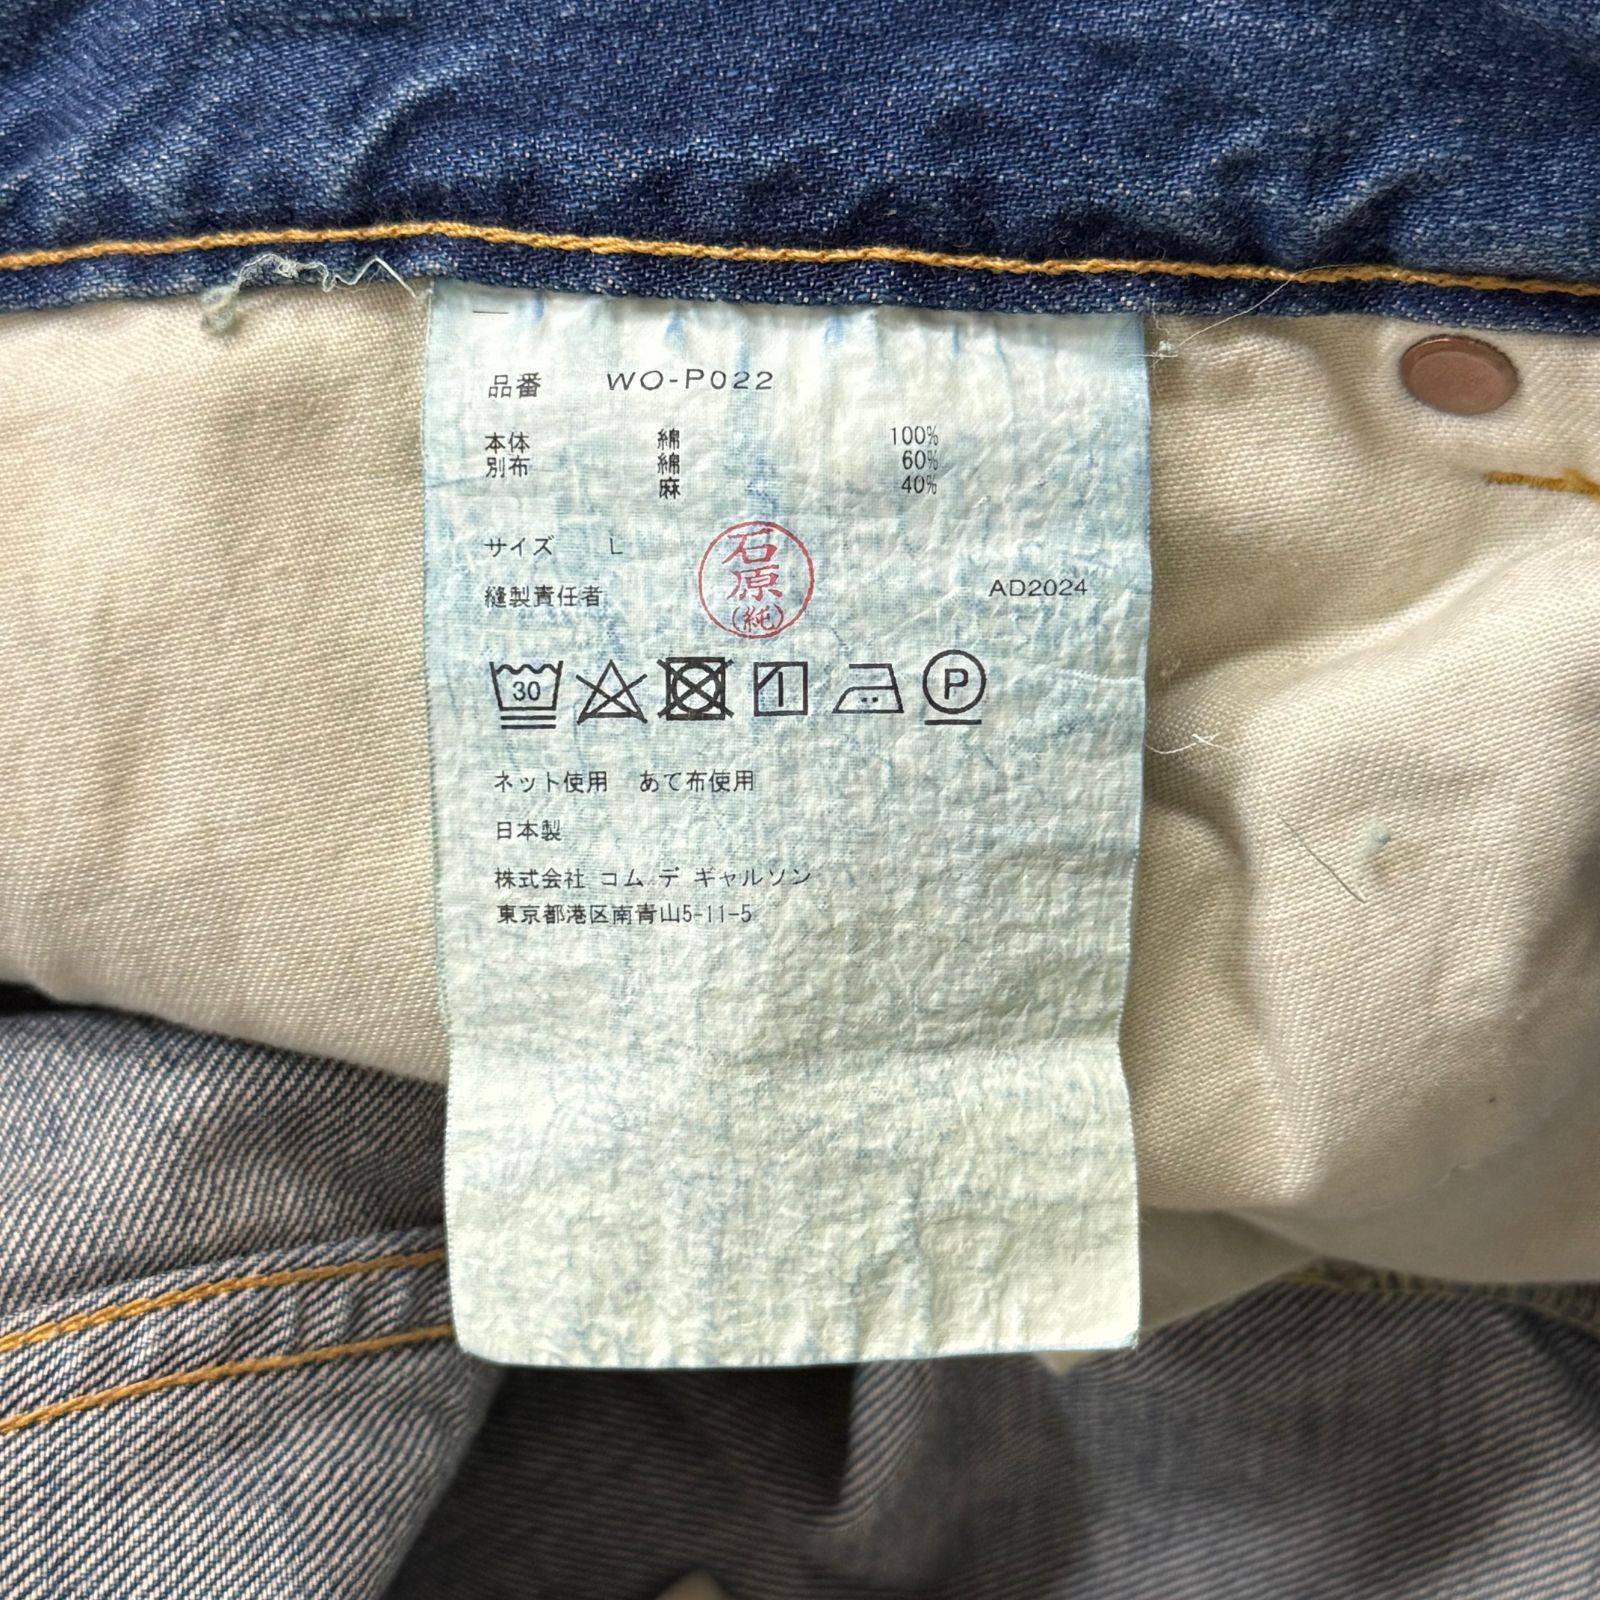 品番 WO-P022
本体 綿 100%
別布 綿 60%
麻 40%
サイズ L
石原(純)
縫製責任者
AD2024
30
P
ネット使用 あて布使用
日本製
株式会社 コム デ ギャルソン
東京都港区南青山5-11-5